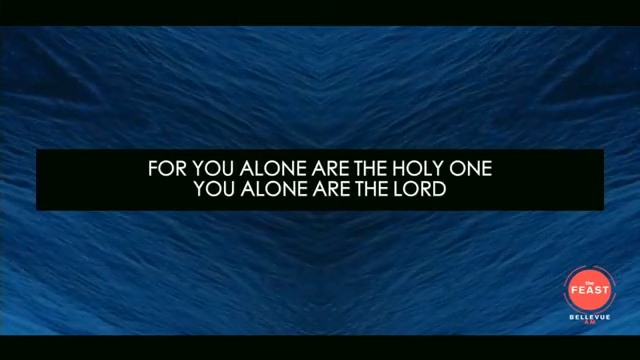 FOR YOU ALONE ARE THE HOLY ONE
YOU ALONE ARE THE LORD
the
FEAST
BELLEVUE
AM